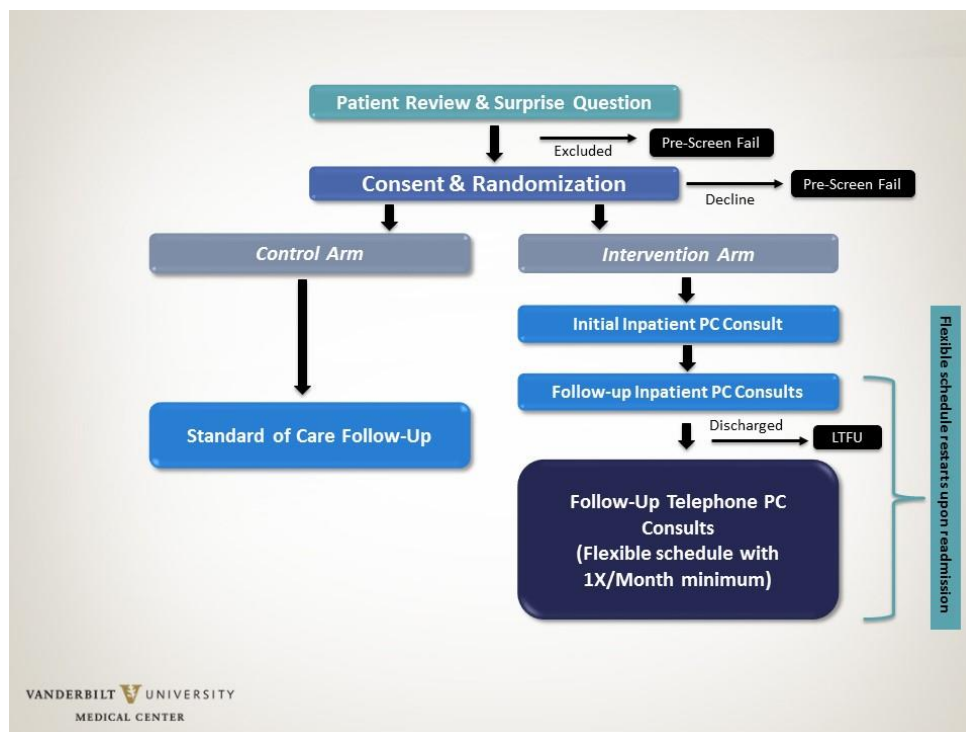 Patient Review & Surprise Question
Excluded
Pre-Screen Fail
Consent & Randomization
Decline
Pre-Screen Fail
Control Arm
Intervention Arm
Initial Inpatient PC Consult
Follow-up Inpatient PC Consults
Standard of Care Follow-Up
Discharged
LTFU
Follow-Up Telephone PC
Consults
(Flexible schedule with
1X/Month minimum)
Flexible schedule restarts upon readmission
VANDERBILT V UNIVERSITY
MEDICAL CENTER